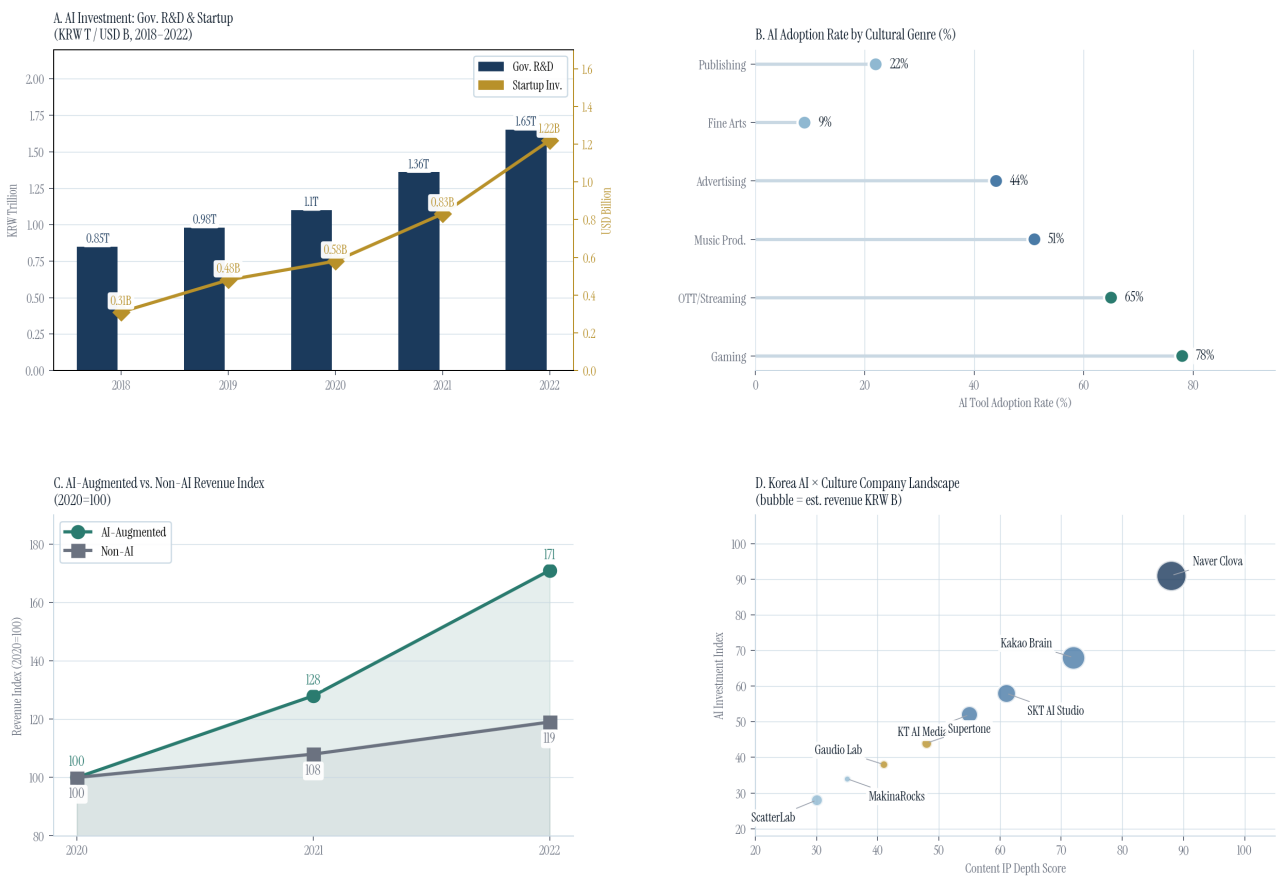 A. AI Investment: Gov. R&D & Startup
(KRW T / USD B, 2018–2022)
Gov. R&D
Startup Inv.
KRW Trillion
2.00
1.75
1.50
1.25
1.00
0.75
0.50
0.25
0.00
0.85T
0.98T
1.1T
1.36T
1.65T
0.31B
0.48B
0.58B
0.83B
1.22B
1.6
1.4
1.2
1.0
0.8
0.6
0.4
0.2
0.0
USD Billion
2018
2019
2020
2021
2022
B. AI Adoption Rate by Cultural Genre (%)
Publishing
22%
Fine Arts
9%
Advertising
44%
Music Prod.
51%
OTT/Streaming
65%
Gaming
78%
0
20
40
60
80
AI Tool Adoption Rate (%)
C. AI-Augmented vs. Non-AI Revenue Index
(2020=100)
AI-Augmented
Non-AI
Revenue Index (2020=100)
180
160
140
120
100
80
100
128
171
100
108
119
2020
2021
2022
D. Korea AI × Culture Company Landscape
(bubble = est. revenue KRW B)
AI Investment Index
100
90
80
70
60
50
40
30
20
Naver Clova
Kakao Brain
SKT AI Studio
KT AI Media
Supertone
Gaudio Lab
MakinaRocks
ScatterLab
20
30
40
50
60
70
80
90
100
Content IP Depth Score